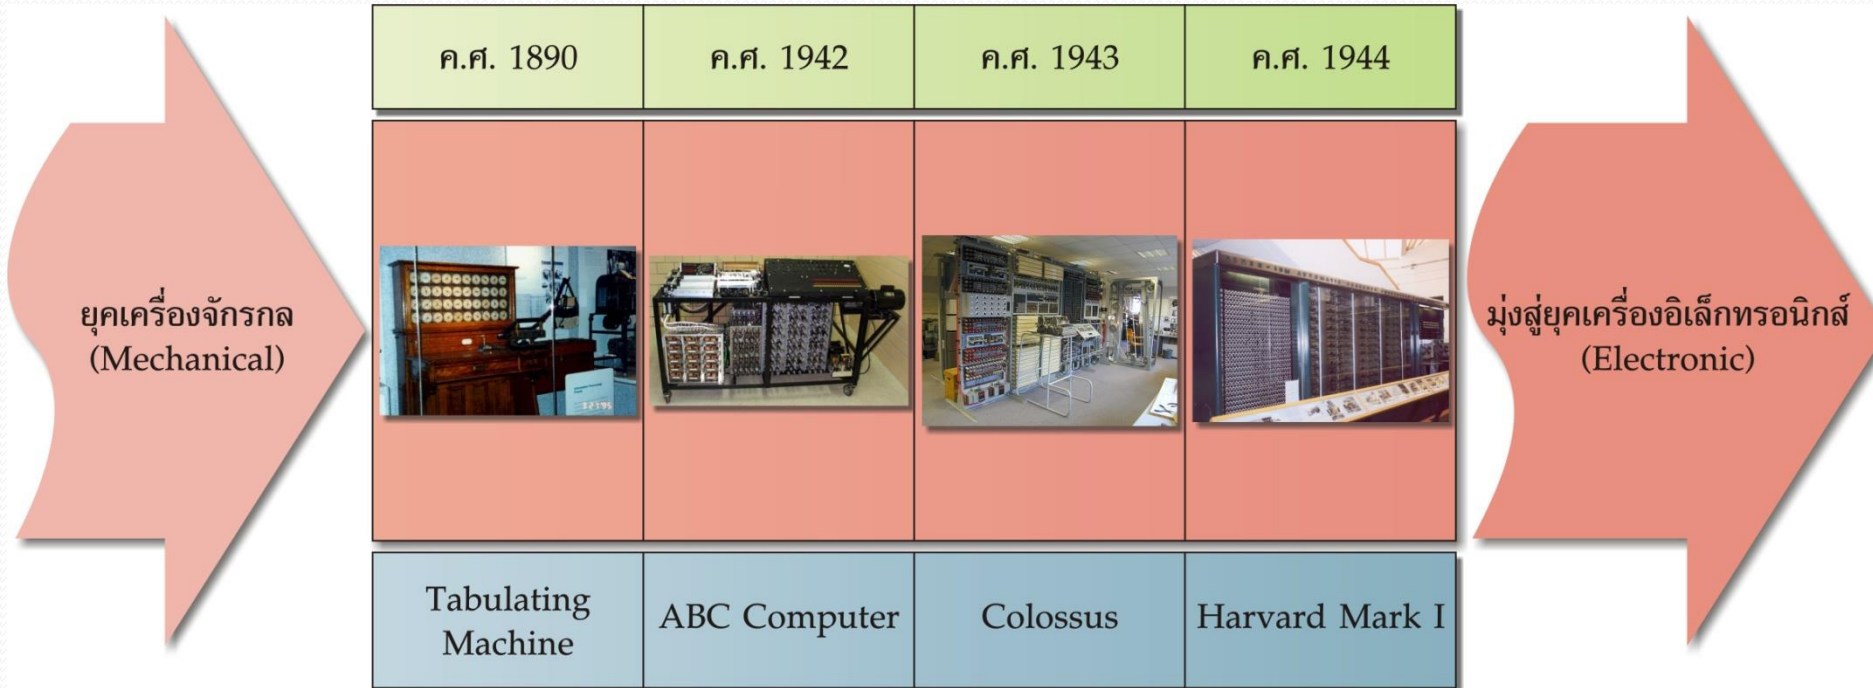 ยุคเครื่องจักรกล
(Mechanical)
ค.ศ. 1890
ค.ศ. 1942
ค.ศ. 1943
ค.ศ. 1944
Tabulating
Machine
ABC Computer
Colossus
Harvard Mark I
มุ่งสู่ยุคเครื่องอิเล็กทรอนิกส์
(Electronic)